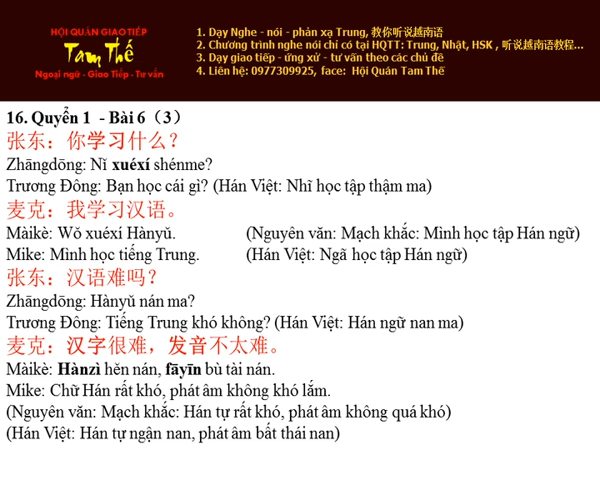 HỘI QUÁN GIAO TIẾP
Tam Thế
Ngoại ngữ - Giao Tiếp - Tư vấn
1. Dạy Nghe - nói - phản xạ Trung, 教你听说越南语
2. Chương trình nghe nói chỉ có tại HQTT: Trung, Nhật, HSK , 听说越南语教程...
3. Dạy giao tiếp - ứng xử - tư vấn theo các chủ đề
4. Liên hệ: 0977309925, face: Hội Quán Tam Thế
16. Quyển 1 - Bài 6（3）
张东：你学习什么？
Zhāngdōng: Nǐ xuéxí shénme?
Trương Đông: Bạn học cái gì? (Hán Việt: Nhĩ học tập thậm ma)
麦克：我学习汉语。
Màikè: Wǒ xuéxí Hànyǔ. (Nguyên văn: Mạch khắc: Mình học tập Hán ngữ)
Mike: Mình học tiếng Trung. (Hán Việt: Ngã học tập Hán ngữ)
张东：汉语难吗？
Zhāngdōng: Hànyǔ nán ma?
Trương Đông: Tiếng Trung khó không? (Hán Việt: Hán ngữ nan ma)
麦克：汉字很难，发音不太难。
Màikè: Hànzì hěn nán, fāyīn bù tài nán.
Mike: Chữ Hán rất khó, phát âm không khó lắm.
(Nguyên văn: Mạch khắc: Hán tự rất khó, phát âm không quá khó)
(Hán Việt: Hán tự ngận nan, phát âm bất thái nan)